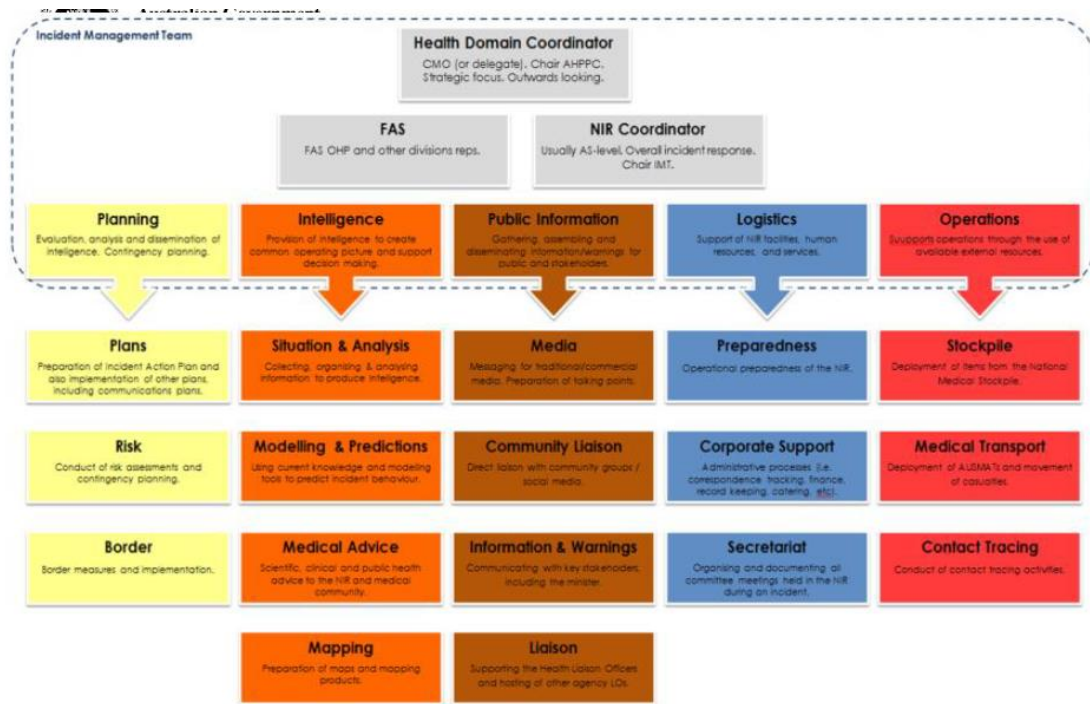 Australian Government
Incident Management Team
Health Domain Coordinator
CMO (or delegate). Chair AHPPC.
Strategic focus. Outwards looking.
FAS
FAS OHP and other divisions reps.
NIR Coordinator
Usually AS-level. Overall incident response.
Chair IMT.
Planning
Evaluation, analysis and dissemination of
intelligence. Contingency planning.
Intelligence
Provision of intelligence to create
common operating picture and support
decision making.
Public Information
Gathering, assembling and
disseminating information/warnings for
public and stakeholders.
Logistics
Support of NIR facilities, human
resources, and services.
Operations
Suupports operations through the use of
available external resources.
Plans
Preparation of Incident Action Plan and
also implementation of other plans,
including communications plans.
Situation & Analysis
Collecting, organising & analysing
information to produce intelligence.
Media
Messaging for traditional/commercial
media. Preparation of talking points.
Preparedness
Operational preparedness of the NIR.
Stockpile
Deployment of items from the National
Medical Stockpile.
Risk
Conduct of risk assesments and
contingency planning.
Modelling & Predictions
Using current knowledge and modeling
tools to predict incident behaviour.
Community Liaison
Direct liaison with community groups /
social media.
Corporate Support
Administrative processes (i.e.
correspondence tracking, finance,
record keeping, catering, etc).
Medical Transport
Deployment of AUSMATs and movement
of casualties.
Border
Border measures and implementation.
Medical Advice
Scientific, clinical and public health
advice to the NIR and medical
community.
Information & Warnings
Communicating with key stakehoders,
including the minister.
Secretariat
Organising and documenting all
committee meetings held in the NIR
during an incident.
Contact Tracing
Conduct of contact tracing activities.
Mapping
Preparation of maps and mapping
products.
Liaison
Supporting the Health Liaison Officers
and hosting of other agency LOs.